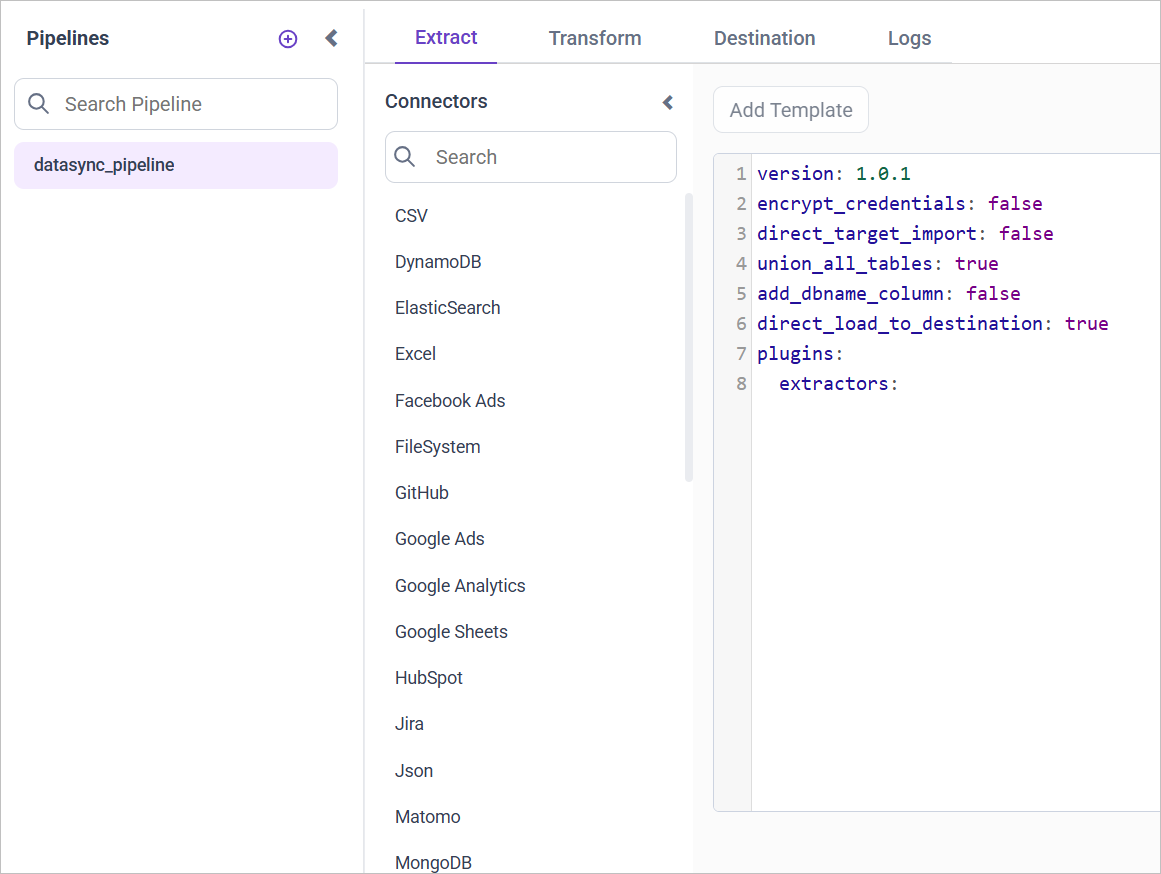 Pipelines
Search Pipeline
datasync_pipeline
Extract Transform Destination Logs
Connectors
Search
CSV
DynamoDB
ElasticSearch
Excel
Facebook Ads
FileSystem
GitHub
Google Ads
Google Analytics
Google Sheets
HubSpot
Jira
Json
Matomo
MongoDB
Add Template
1 version: 1.0.1
2 encrypt_credentials: false
3 direct_target_import: false
4 union_all_tables: true
5 add_dbname_column: false
6 direct_load_to_destination: true
7 plugins:
8   extractors: